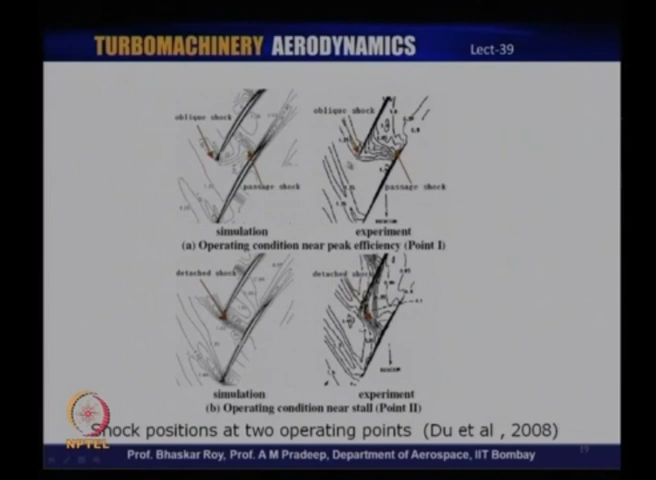 TURBOMACHINERY AERODYNAMICS Lect-39
oblique shock
oblique shock
passage shock
passage shock
simulation experiment
(a) Operating condition near peak efficiency (Point I)
detached shock
detached shock
simulation experiment
(b) Operating condition near stall (Point II)
Shock positions at two operating points (Du et al , 2008)
NPTEL
Prof. Bhaskar Roy, Prof. A M Pradeep, Department of Aerospace, IIT Bombay
19